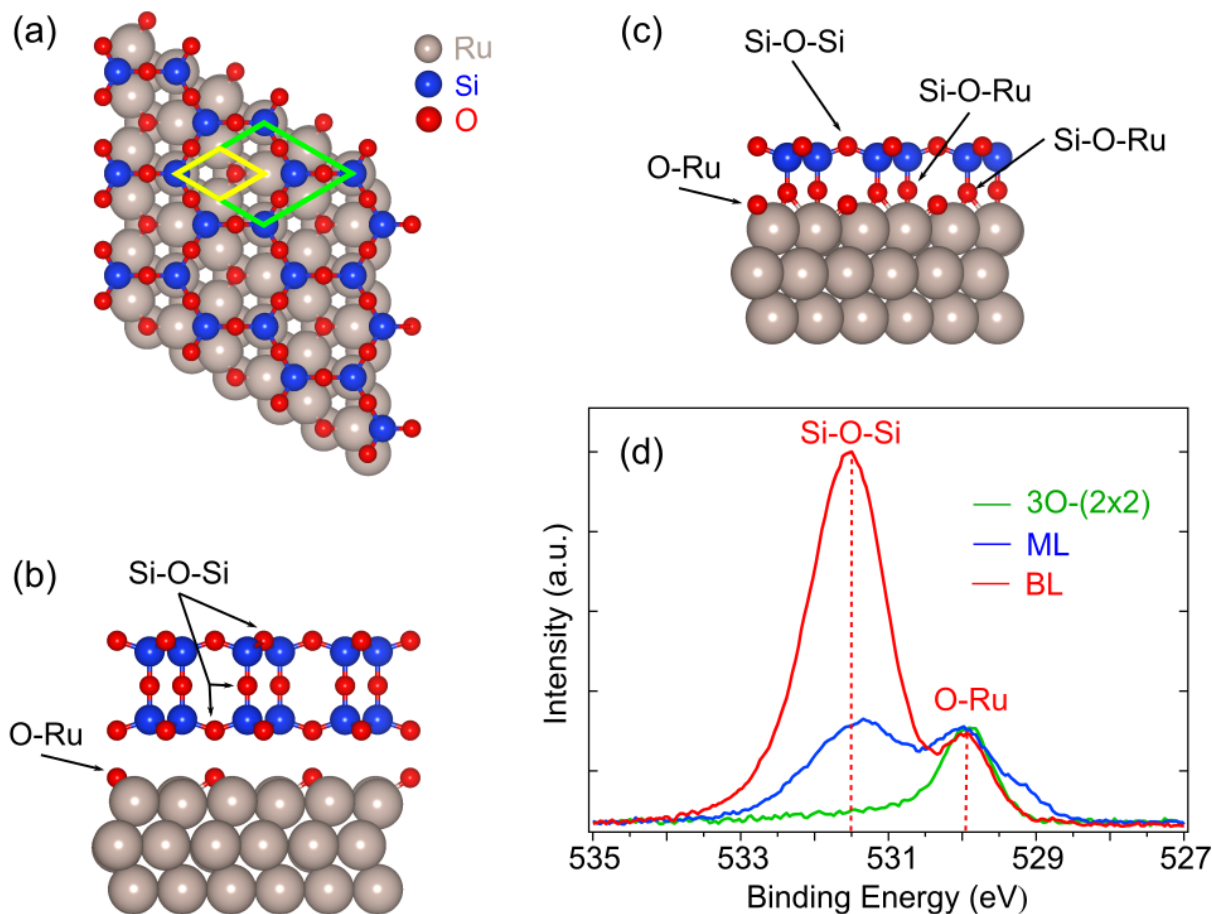 (a)
Ru
Si
O
(b)
Si-O-Si
O-Ru
(c)
Si-O-Si
Si-O-Ru
Si-O-Ru
O-Ru
(d)
Si-O-Si
O-Ru
3O-(2x2)
ML
BL
Intensity (a.u.)
535 533 531 529 527
Binding Energy (eV)